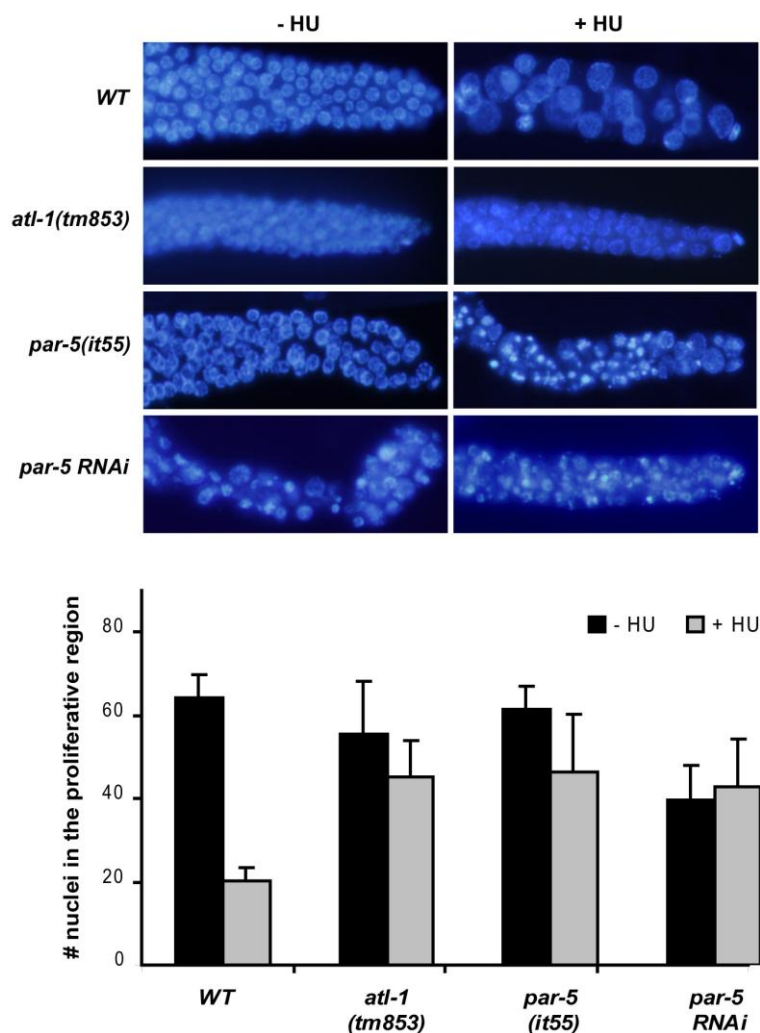 - HU + HU
WT
atl-1(tm853)
par-5(it55)
par-5 RNAi
# nuclei in the proliferative region
80
60
40
20
0
- HU + HU
WT atl-1 par-5 par-5
(tm853) (it55) RNAi